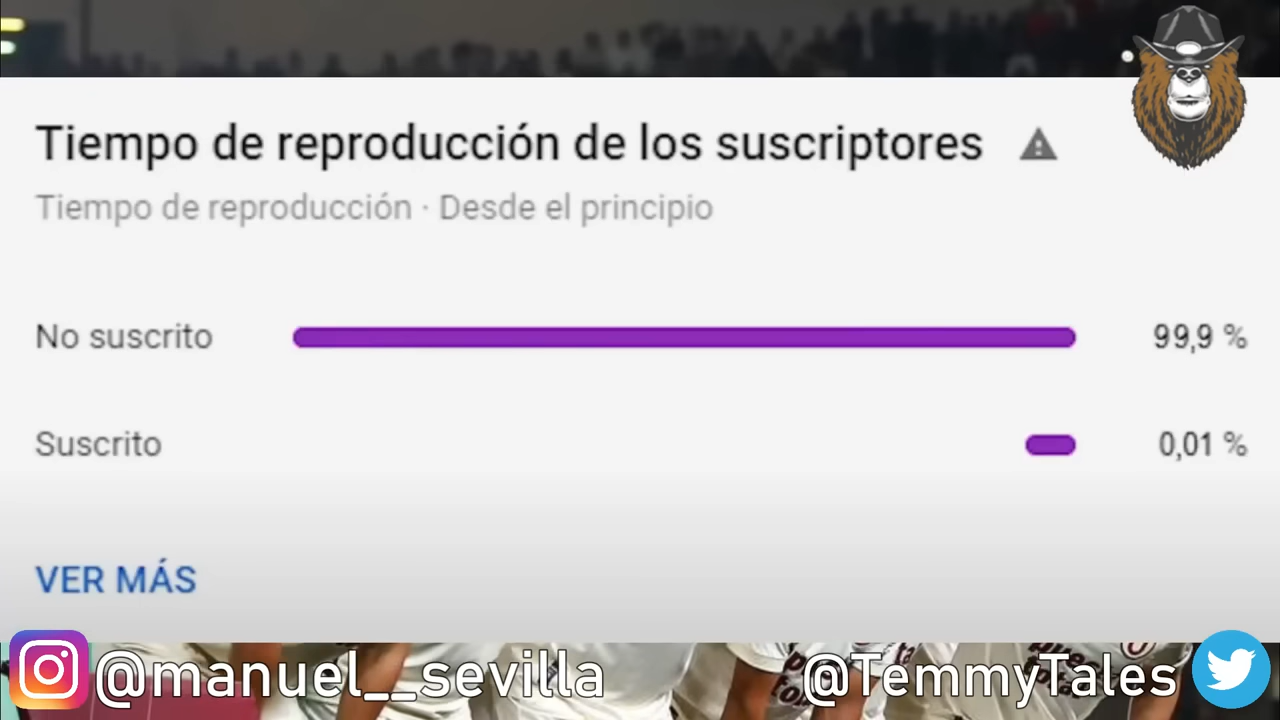 Tiempo de reproducción de los suscriptores
Tiempo de reproducción · Desde el principio
No suscrito 99,9 %
Suscrito 0,01 %
VER MÁS
@manuel__sevilla @TemmyTales